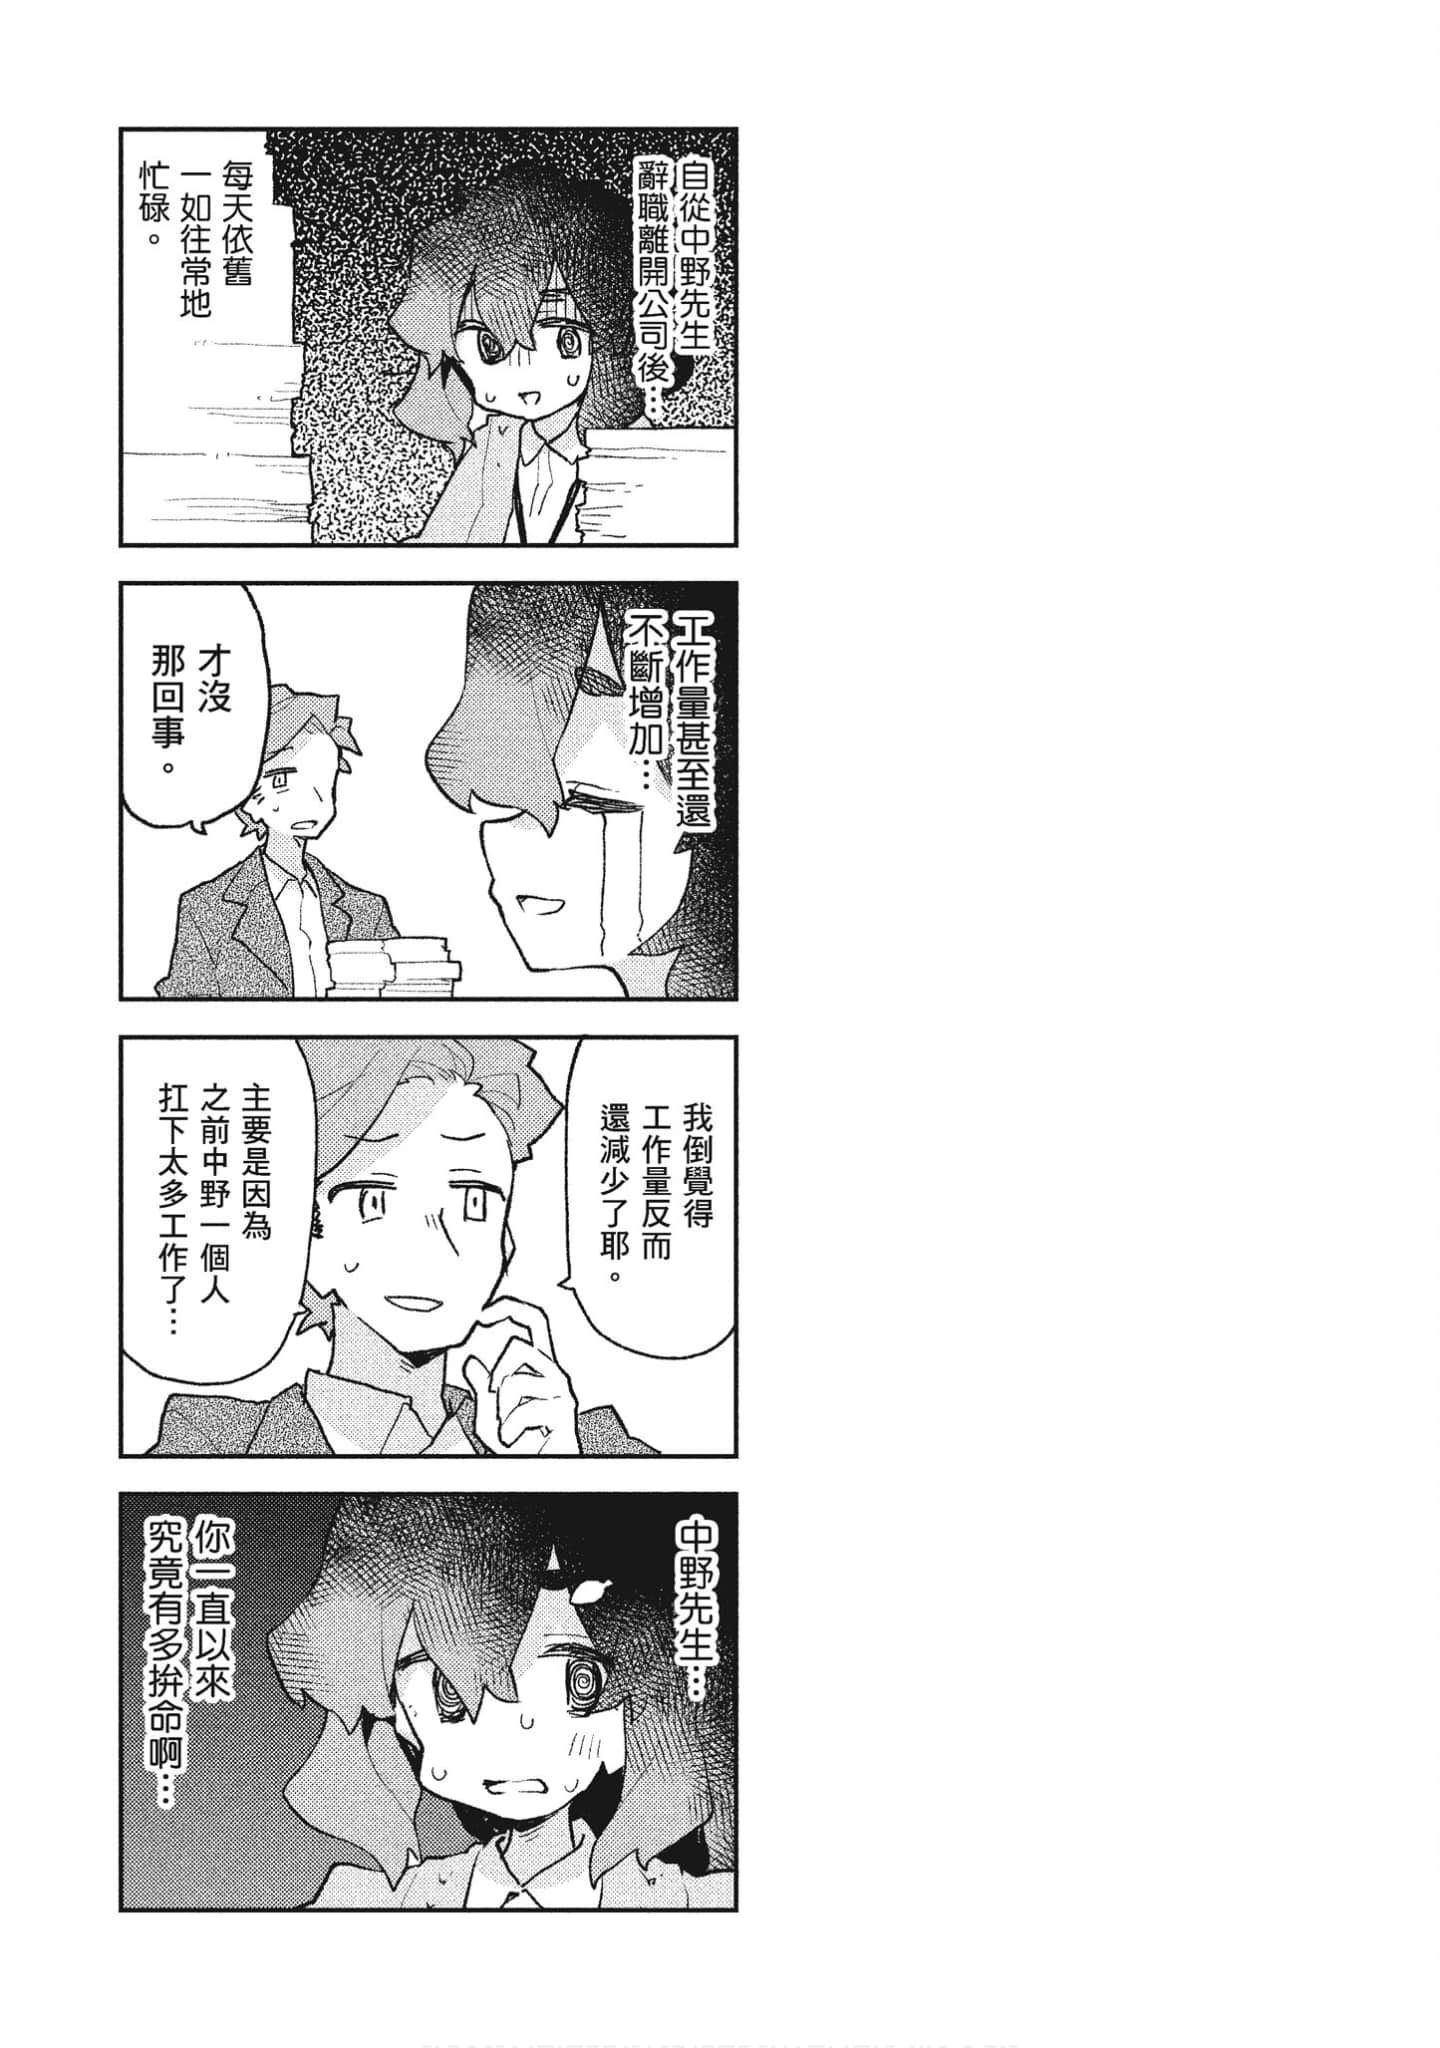 自從中野先生
辭職離開公司後…
每天依舊
一如往常地
忙碌。
工作量甚至還
不斷增加…
才沒
那回事。
我倒覺得
工作量反而
還減少了耶。
主要是因為
之前中野一個人
扛下太多工作了…
中野先生…
你一直以來
究竟有多拚命啊…